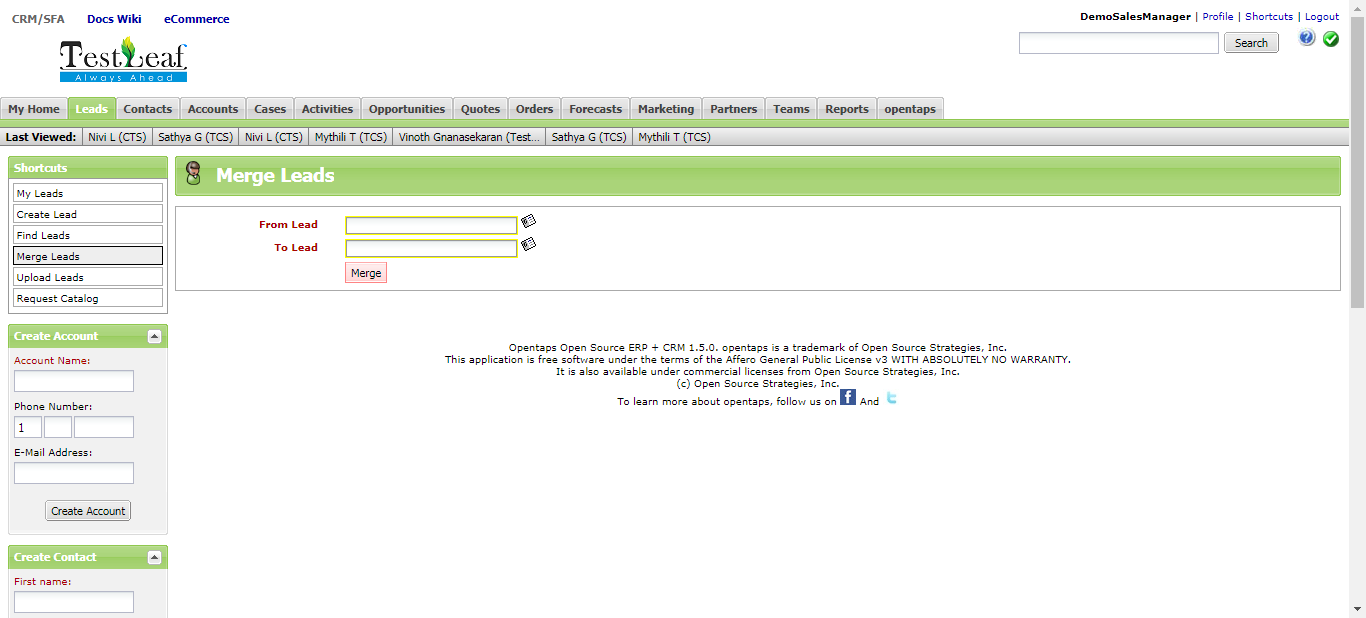 CRM/SFA Docs Wiki eCommerce
DemoSalesManager | Profile | Shortcuts | Logout
TestLeaf
Always Ahead
Search
My Home Leads Contacts Accounts Cases Activities Opportunities Quotes Orders Forecasts Marketing Partners Teams Reports opentaps
Last Viewed: Nivi L (CTS) Sathya G (TCS) Nivi L (CTS) Mythili T (TCS) Vinoth Gnanasekaran (Test... Sathya G (TCS) Mythili T (TCS)
Shortcuts
My Leads
Create Lead
Find Leads
Merge Leads
Upload Leads
Request Catalog
Create Account
Account Name:
Phone Number:
1
E-Mail Address:
Create Account
Create Contact
First name:
Merge Leads
From Lead
To Lead
Merge
Opentaps Open Source ERP + CRM 1.5.0. opentaps is a trademark of Open Source Strategies, Inc.
This application is free software under the terms of the Affero General Public License v3 WITH ABSOLUTELY NO WARRANTY.
It is also available under commercial licenses from Open Source Strategies, Inc.
(c) Open Source Strategies, Inc.
To learn more about opentaps, follow us on f And t